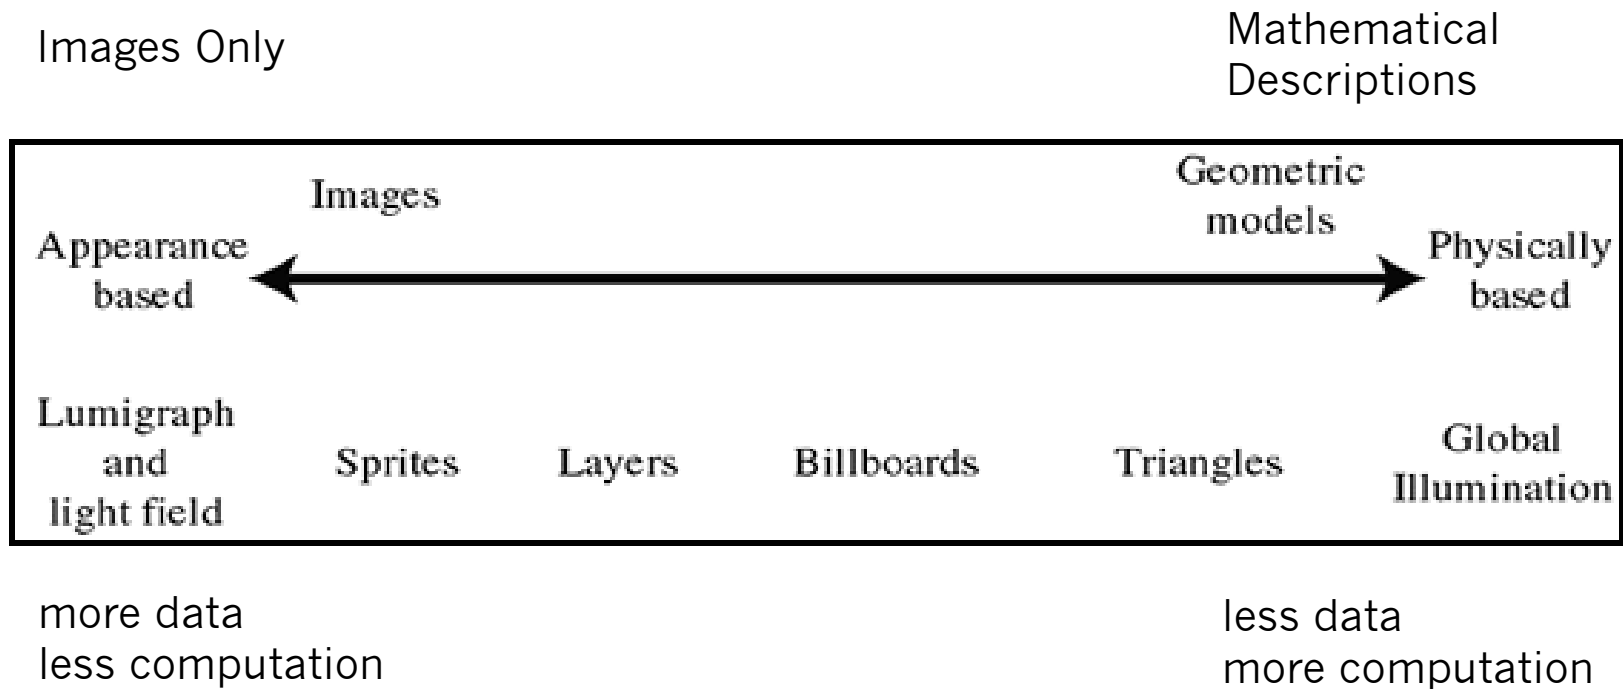 Images Only
Mathematical
Descriptions
Images
Geometric
models
Appearance
based
Physically
based
Lumigraph
and
light field
Sprites
Layers
Billboards
Triangles
Global
Illumination
more data
less computation
less data
more computation